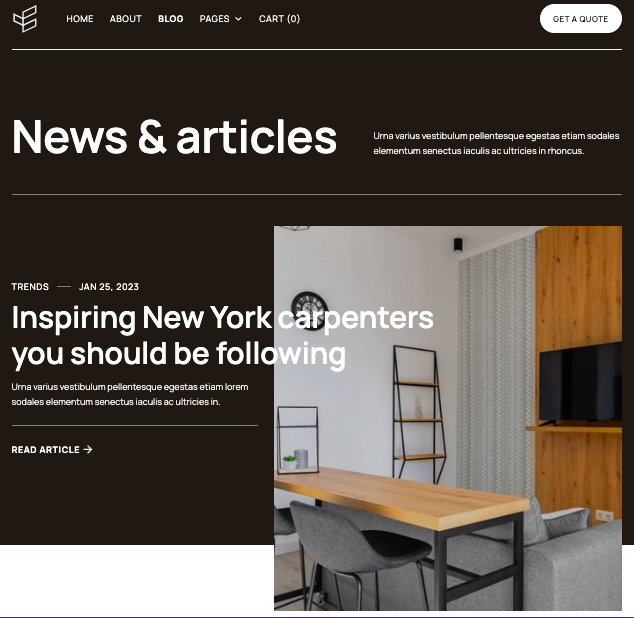 HOME ABOUT BLOG PAGES CART (0) GET A QUOTE
News & articles
Urna varius vestibulum pellentesque egestas etiam sodales
elementum senectus iaculis ac ultricies in rhoncus.
TRENDS — JAN 25, 2023
Inspiring New York carpenters
you should be following
Urna varius vestibulum pellentesque egestas etiam lorem
sodales elementum senectus iaculis ac ultricies in.
READ ARTICLE →